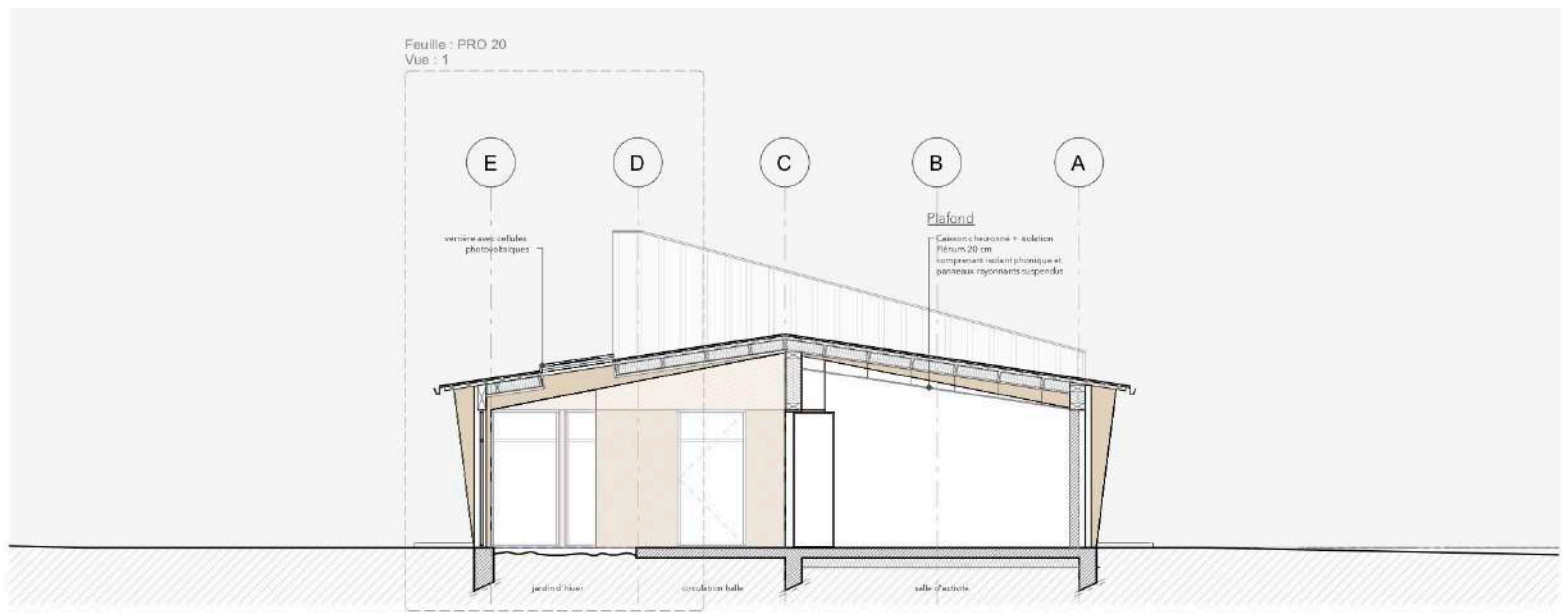 Feuille : PRO 20
Vue : 1
E
D
C
B
A
verrière avec cellules
photovoltaïques
Plafond
Caisson chevronné + isolation
Plénum 20 cm
comprenant isolant phonique et
panneaux rayonnants suspendus
jardin d'hiver
circulation halle
salle d'activité